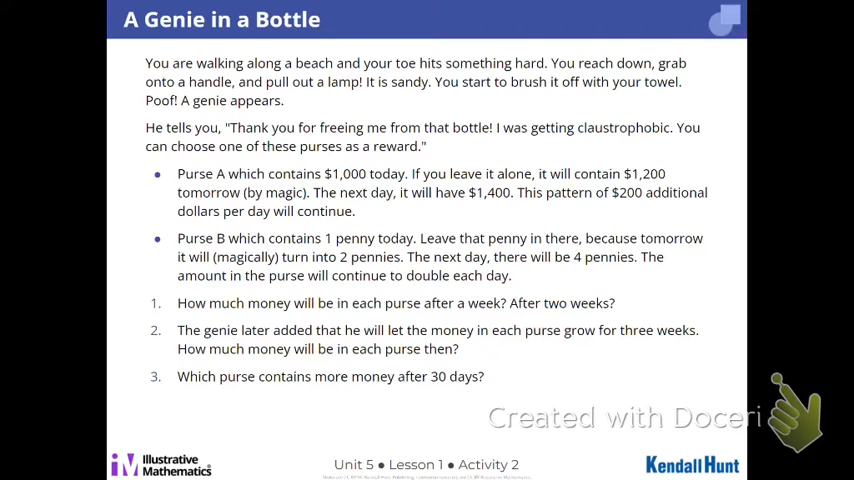 A Genie in a Bottle
You are walking along a beach and your toe hits something hard. You reach down, grab
onto a handle, and pull out a lamp! It is sandy. You start to brush it off with your towel.
Poof! A genie appears.
He tells you, "Thank you for freeing me from that bottle! I was getting claustrophobic. You
can choose one of these purses as a reward."
• Purse A which contains $1,000 today. If you leave it alone, it will contain $1,200
tomorrow (by magic). The next day, it will have $1,400. This pattern of $200 additional
dollars per day will continue.
• Purse B which contains 1 penny today. Leave that penny in there, because tomorrow
it will (magically) turn into 2 pennies. The next day, there will be 4 pennies. The
amount in the purse will continue to double each day.
1. How much money will be in each purse after a week? After two weeks?
2. The genie later added that he will let the money in each purse grow for three weeks.
How much money will be in each purse then?
3. Which purse contains more money after 30 days?
Created with Doceri
Illustrative
Mathematics®
Unit 5 • Lesson 1 • Activity 2
Kendall Hunt